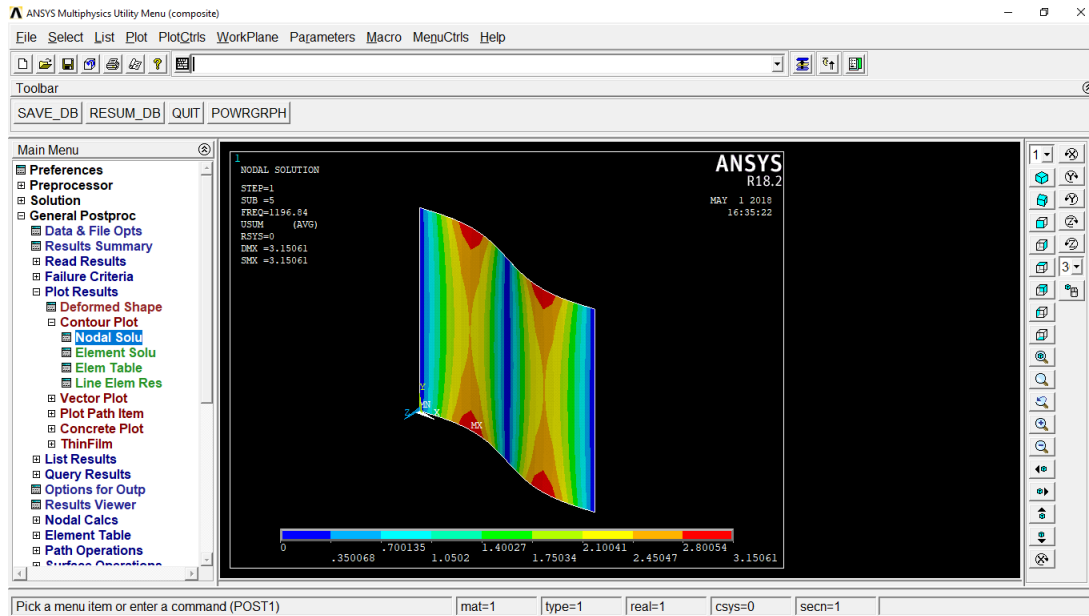 ANSYS Multiphysics Utility Menu (composite)
File Select List Plot PlotCtrls WorkPlane Parameters Macro MenuCtrls Help
Toolbar
SAVE_DB RESUM_DB QUIT POWRGRPH
Main Menu
Preferences
Preprocessor
Solution
General Postproc
Data & File Opts
Results Summary
Read Results
Failure Criteria
Plot Results
Deformed Shape
Contour Plot
Nodal Solu
Element Solu
Elem Table
Line Elem Res
Vector Plot
Plot Path Item
Concrete Plot
ThinFilm
List Results
Query Results
Options for Outp
Results Viewer
Nodal Calcs
Element Table
Path Operations
Surface Operations
1
NODAL SOLUTION
STEP=1
SUB =5
FREQ=1196.84
USUM (AVG)
RSYS=0
DMX =3.15061
SMX =3.15061
ANSYS
R18.2
MAY 1 2018
16:35:22
Y
MN
Z X
MX
0 .700135 1.40027 2.10041 2.80054
.350068 1.0502 1.75034 2.45047 3.15061
1
3
Pick a menu item or enter a command (POST1) mat=1 type=1 real=1 csys=0 secn=1